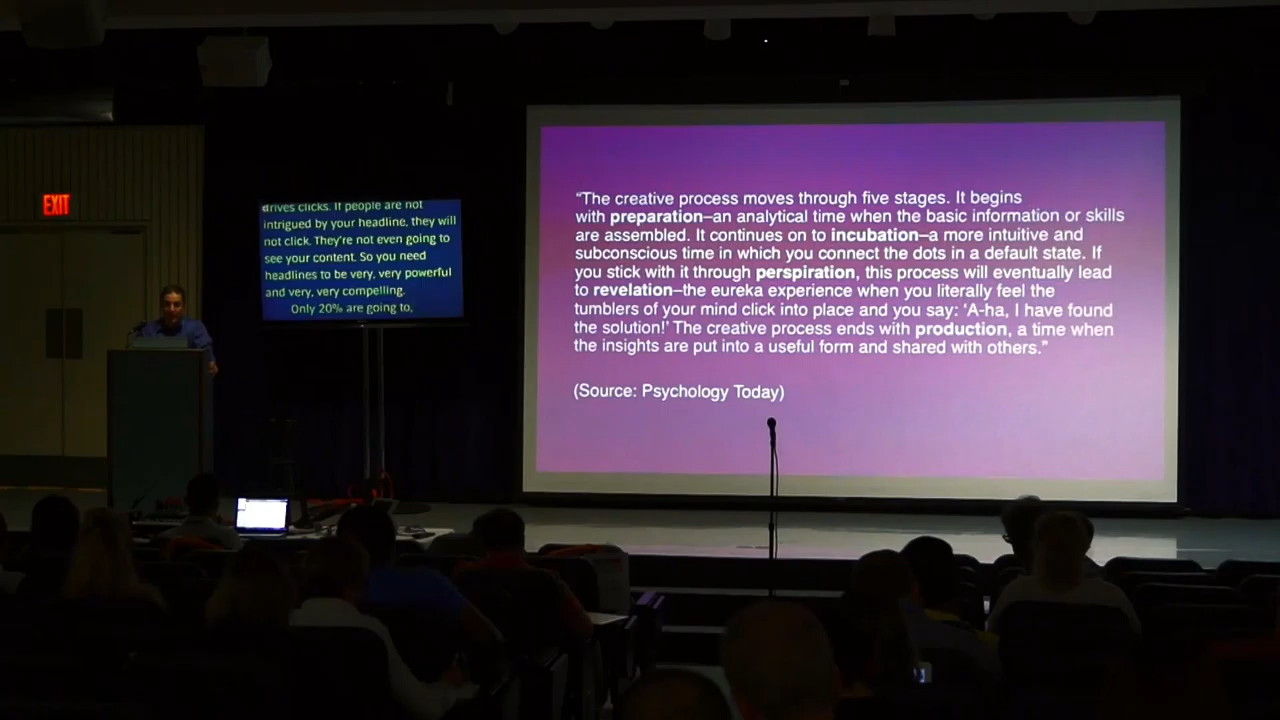 EXIT
drives clicks. If people are not
intrigued by your headline, they will
not click. They're not even going to
see your content. So you need
headlines to be very, very powerful
and very, very compelling.
Only 20% are going to,
“The creative process moves through five stages. It begins
with preparation–an analytical time when the basic information or skills
are assembled. It continues on to incubation–a more intuitive and
subconscious time in which you connect the dots in a default state. If
you stick with it through perspiration, this process will eventually lead
to revelation–the eureka experience when you literally feel the
tumblers of your mind click into place and you say: ‘A-ha, I have found
the solution!’ The creative process ends with production, a time when
the insights are put into a useful form and shared with others.”
(Source: Psychology Today)